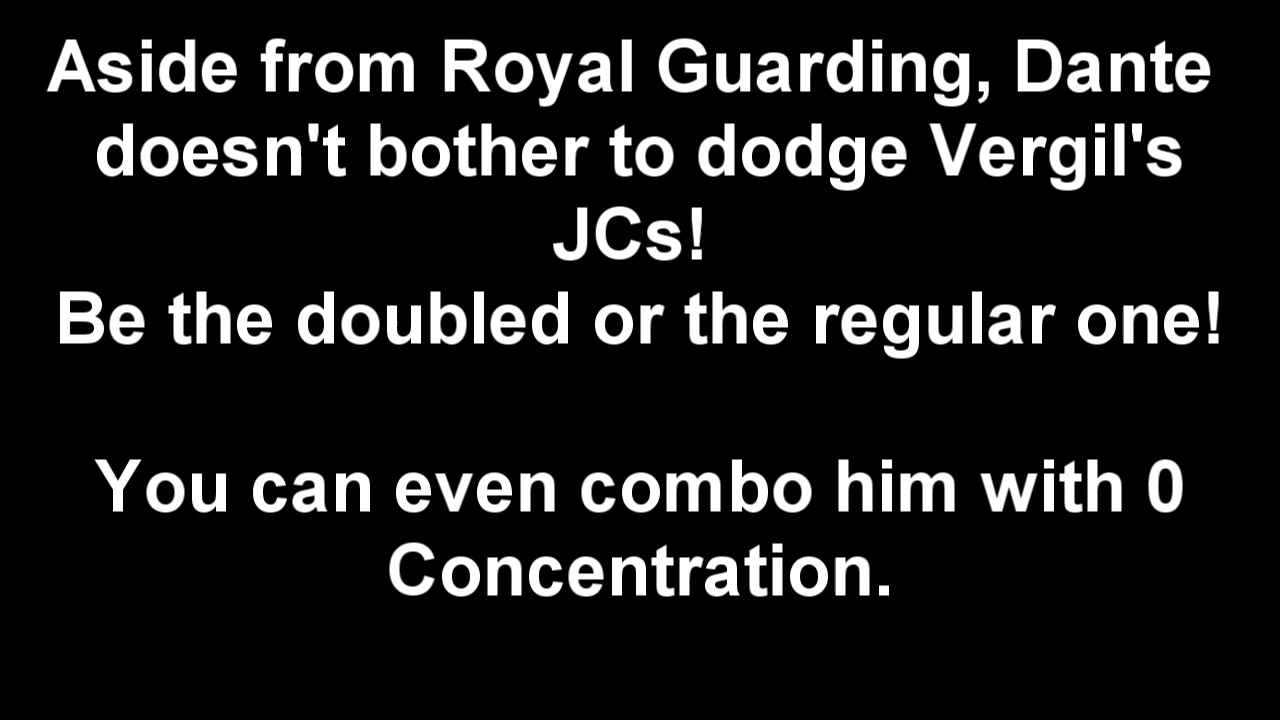 Aside from Royal Guarding, Dante
doesn't bother to dodge Vergil's
JCs!
Be the doubled or the regular one!
You can even combo him with 0
Concentration.